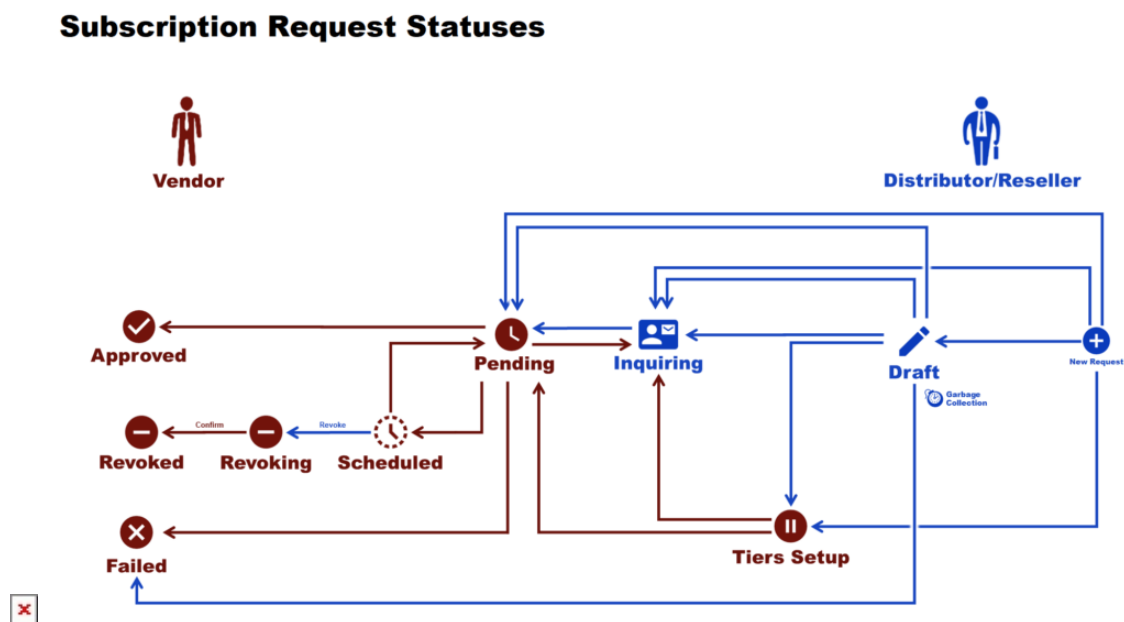 Subscription Request Statuses
Vendor
Distributor/Reseller
Approved
Pending
Inquiring
Draft
New Request
Garbage
Collection
Confirm
Revoke
Revoked
Revoking
Scheduled
Failed
Tiers Setup